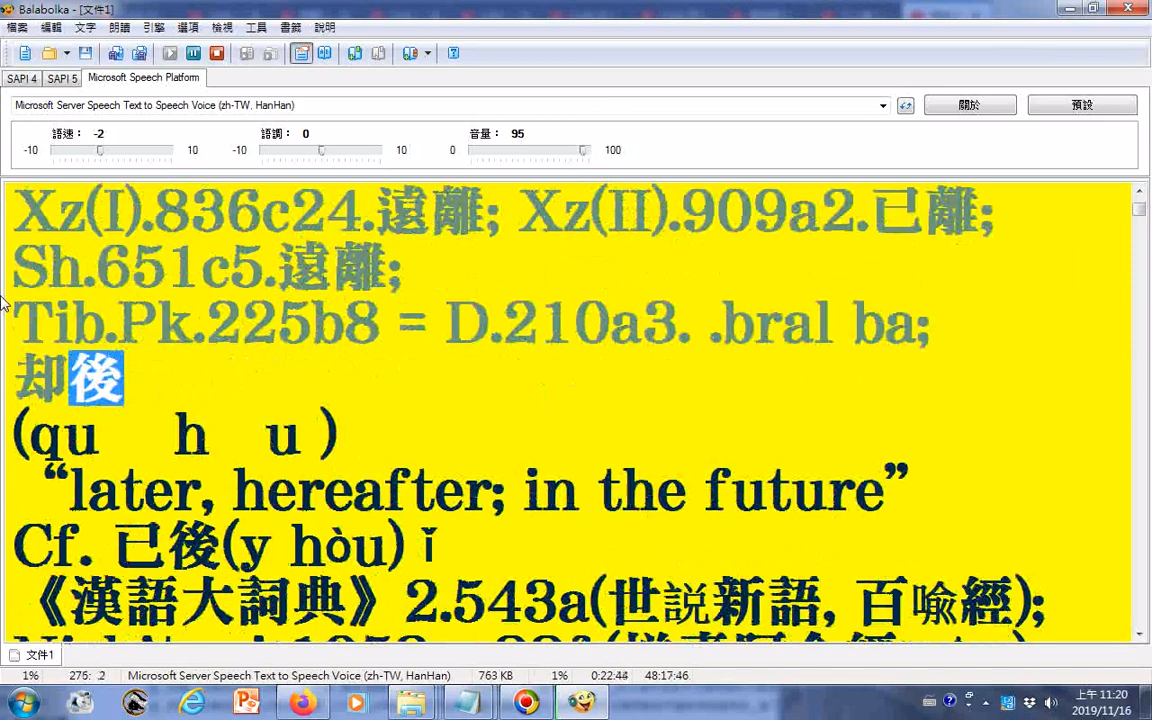 Balabolka - [文件1]
檔案 編輯 文字 朗讀 引擎 選項 檢視 工具 書籤 說明
SAPI 4 SAPI 5 Microsoft Speech Platform
Microsoft Server Speech Text to Speech Voice (zh-TW, HanHan) 關於 預設
語速： -2 語調： 0 音量： 95
-10 10 -10 10 0 100
Xz(I).836c24.遠離; Xz(II).909a2.已離;
Sh.651c5.遠離;
Tib.Pk.225b8 = D.210a3. .bral ba;
却後
(qu h u )
“later, hereafter; in the future”
Cf. 已後(y hòu) ǐ
《漢語大詞典》 2.543a(世説新語, 百喩經);
文件1
1% 275: 2 Microsoft Server Speech Text to Speech Voice (zh-TW, HanHan) 763 KB 1% 0:22:44 48:17:46
上午 11:20
2019/11/16